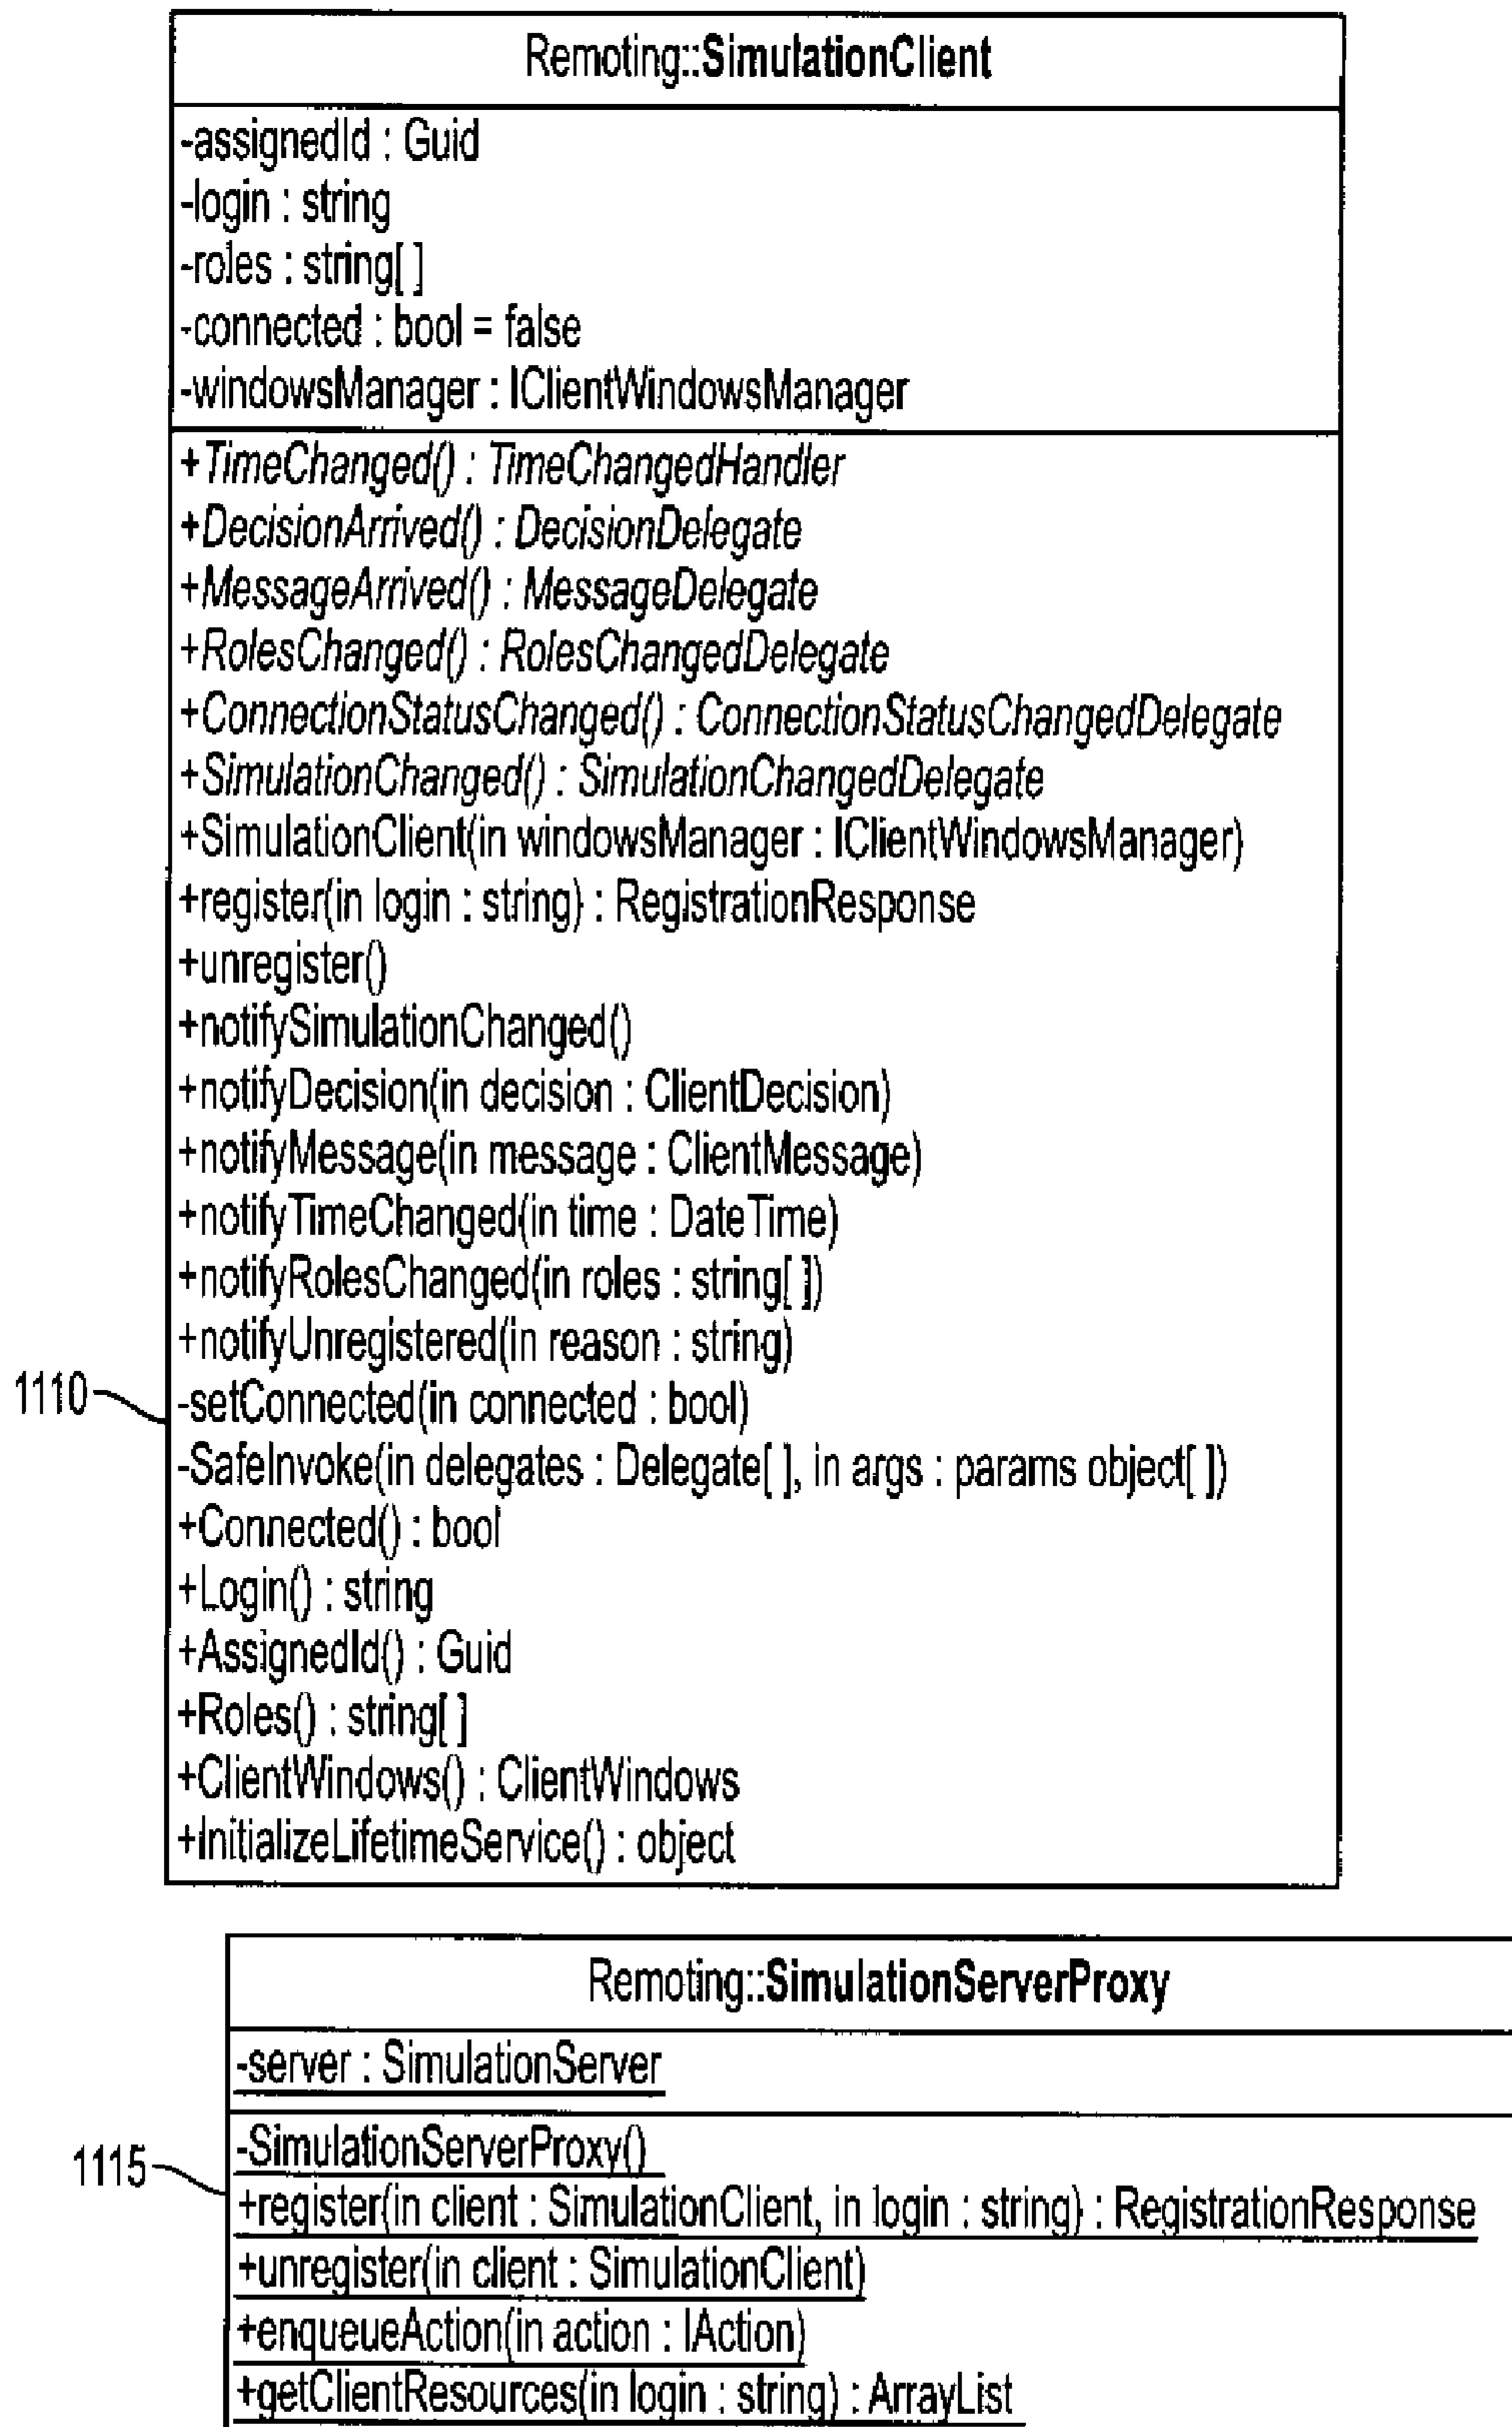 Remoting::SimulationClient
-assignedId : Guid
-login : string
-roles : string[ ]
-connected : bool = false
-windowsManager : IClientWindowsManager
+TimeChanged() : TimeChangedHandler
+DecisionArrived() : DecisionDelegate
+MessageArrived() : MessageDelegate
+RolesChanged() : RolesChangedDelegate
+ConnectionStatusChanged() : ConnectionStatusChangedDelegate
+SimulationChanged() : SimulationChangedDelegate
+SimulationClient(in windowsManager : IClientWindowsManager)
+register(in login : string) : RegistrationResponse
+unregister()
+notifySimulationChanged()
+notifyDecision(in decision : ClientDecision)
+notifyMessage(in message : ClientMessage)
+notifyTimeChanged(in time : DateTime)
+notifyRolesChanged(in roles : string[ ])
+notifyUnregistered(in reason : string)
1110
-setConnected(in connected : bool)
-SafeInvoke(in delegates : Delegate[ ], in args : params object[ ])
+Connected() : bool
+Login() : string
+AssignedId() : Guid
+Roles() : string[ ]
+ClientWindows() : ClientWindows
+InitializeLifetimeService() : object
Remoting::SimulationServerProxy
-server : SimulationServer
-SimulationServerProxy()
1115
+register(in client : SimulationClient, in login : string) : RegistrationResponse
+unregister(in client : SimulationClient)
+enqueueAction(in action : IAction)
+getClientResources(in login : string) : ArrayList